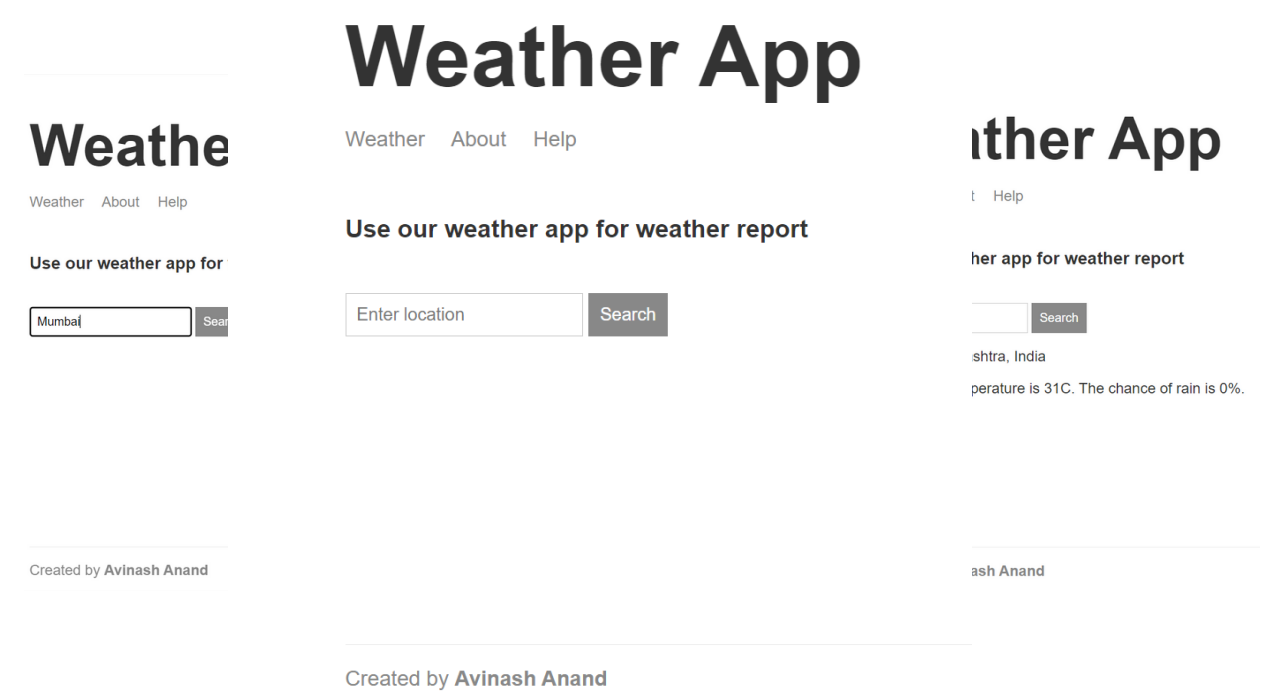 Weathe
Weather About Help
Use our weather app for
Mumbai
Sear
Created by Avinash Anand
Weather App
Weather About Help
Use our weather app for weather report
Enter location Search
Created by Avinash Anand
ther App
t Help
her app for weather report
Search
shtra, India
perature is 31C. The chance of rain is 0%.
ash Anand